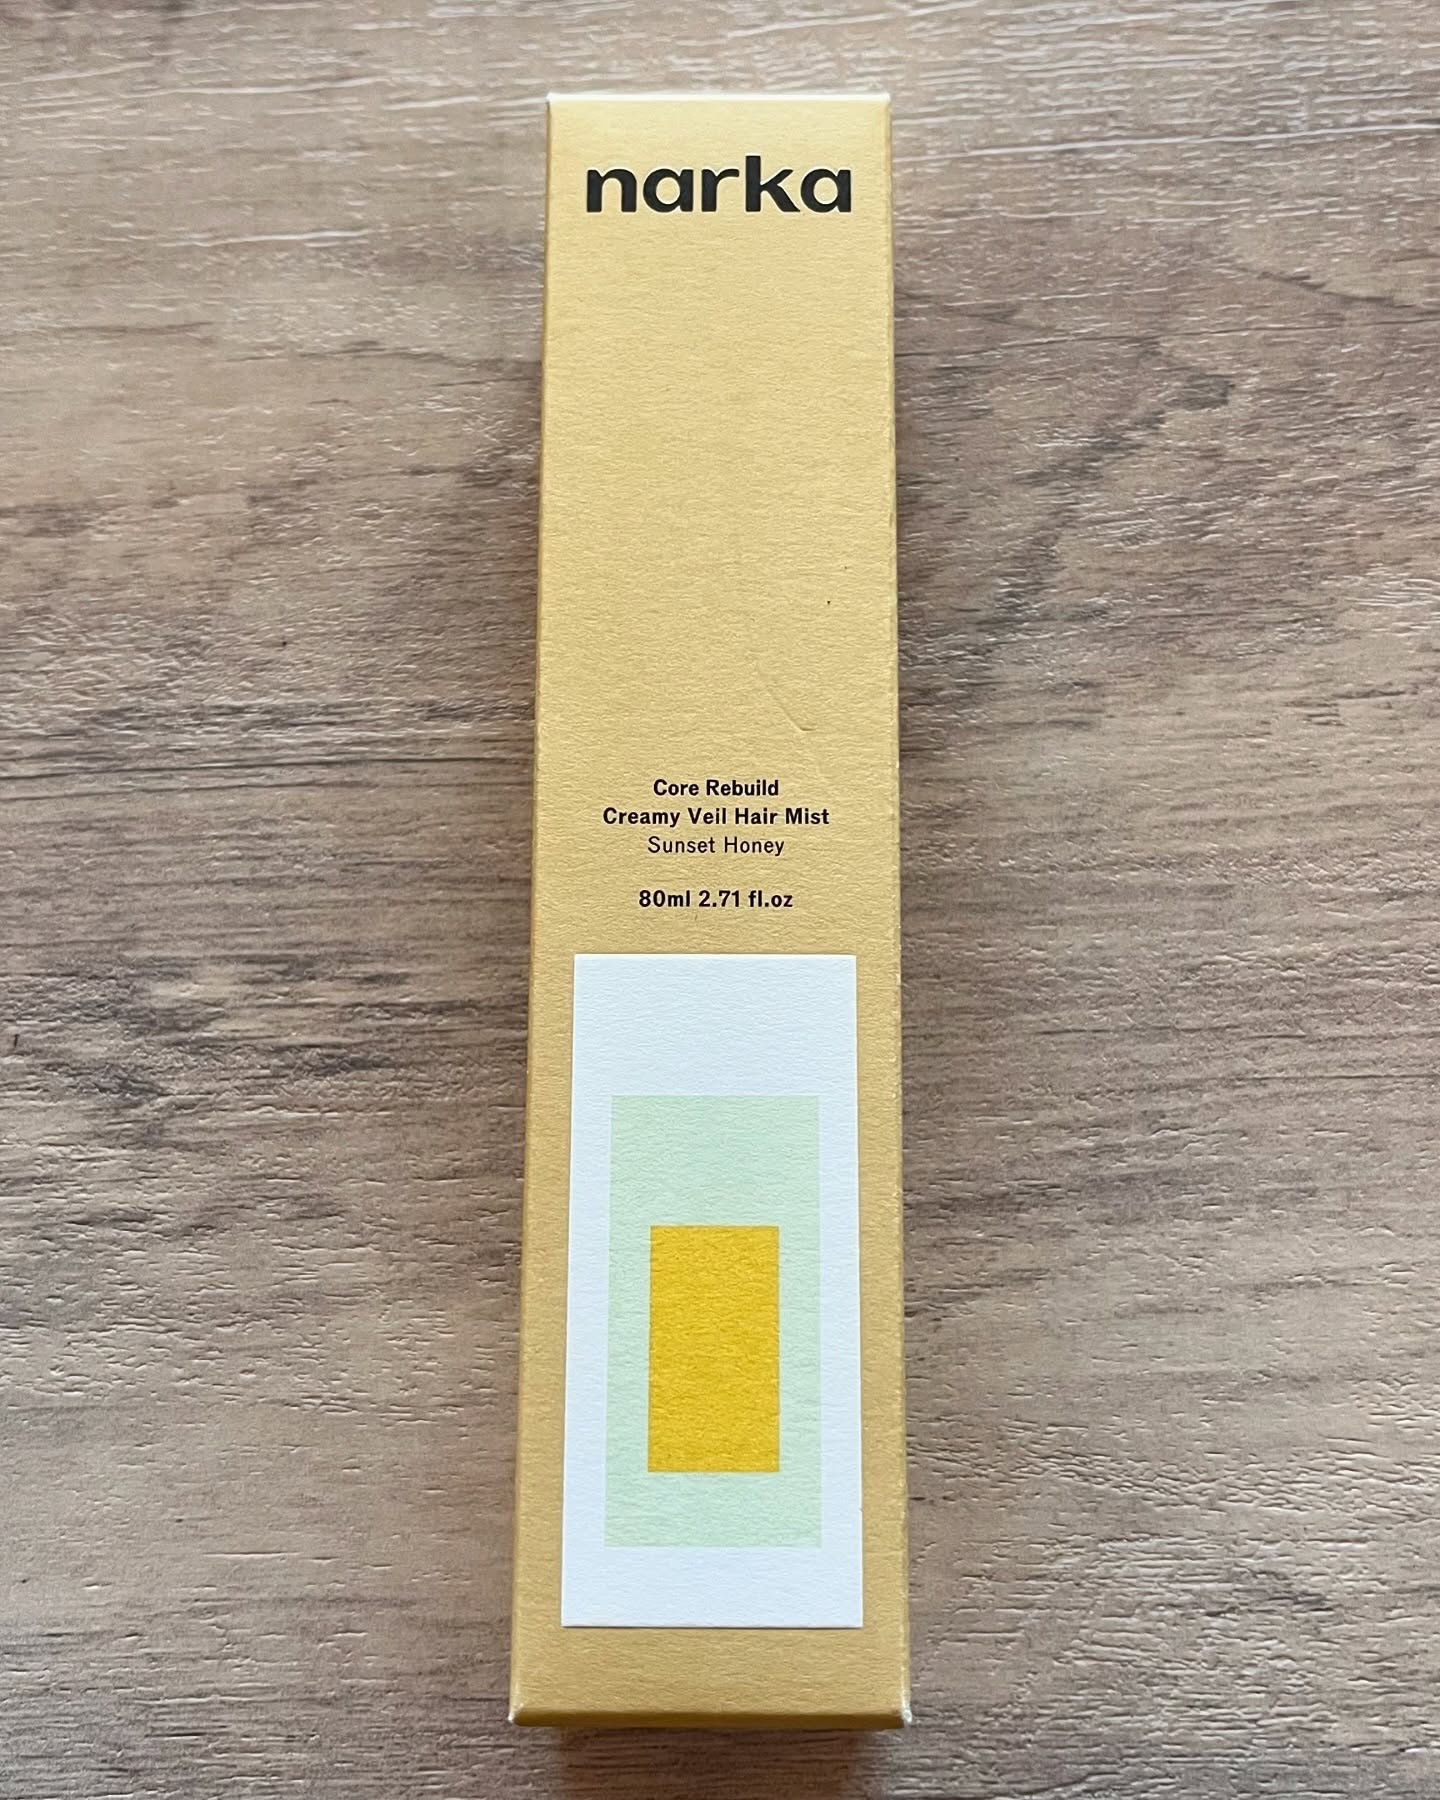 narka
Core Rebuild
Creamy Veil Hair Mist
Sunset Honey
80ml 2.71 fl.oz